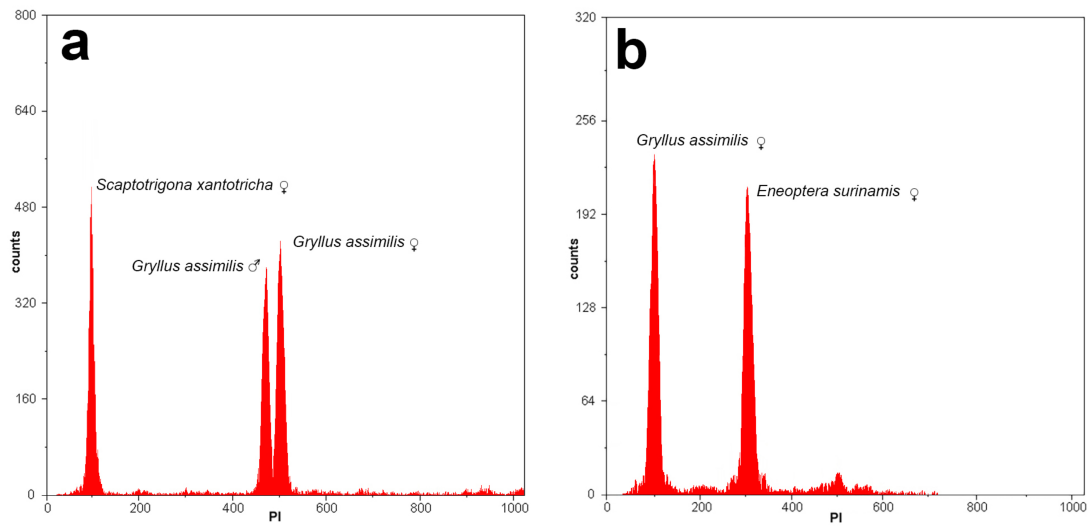 a
800
640
480
320
160
0
counts
Scaptotrigona xantotricha ♀
Gryllus assimilis ♂
Gryllus assimilis ♀
0
200
400
600
800
1000
PI
b
320
256
192
128
64
0
counts
Gryllus assimilis ♀
Eneoptera surinamis ♀
0
200
400
600
800
1000
PI